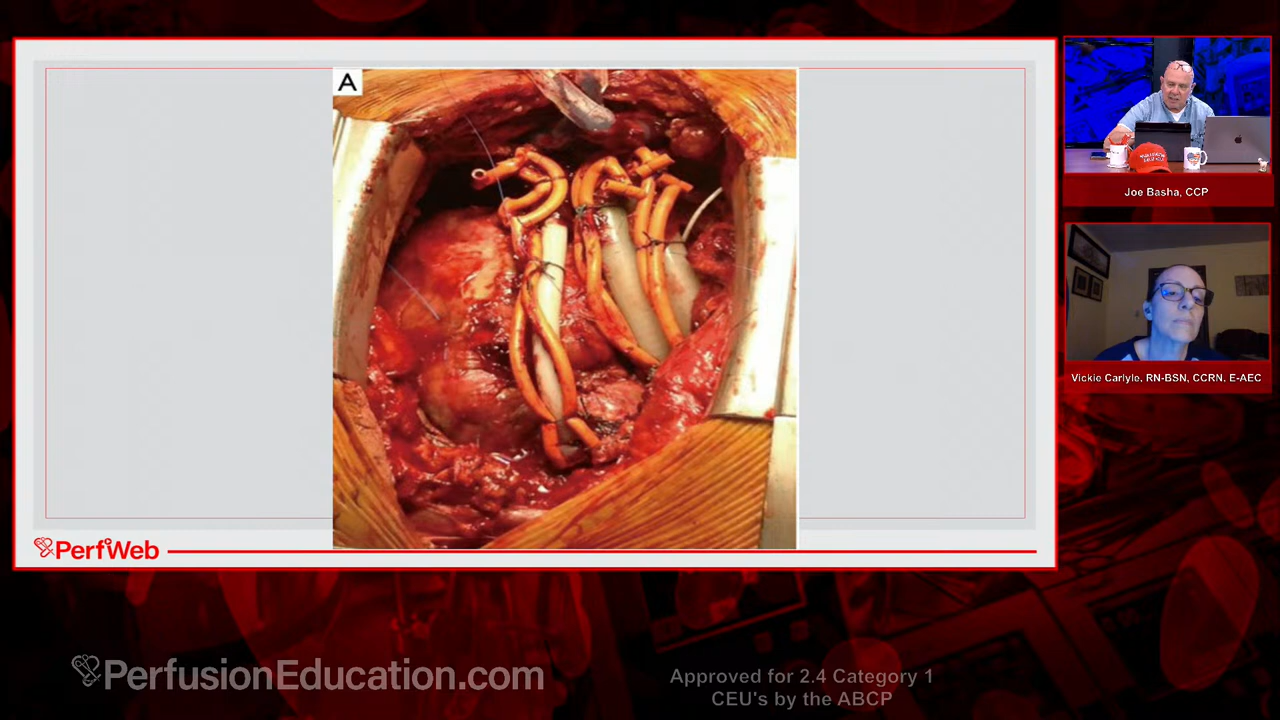 A
Joe Basha, CCP
Vickie Carlyle, RN-BSN, CCRN, E-AEC
PerfWeb
PerfusionEducation.com
Approved for 2.4 Category 1
CEU's by the ABCP